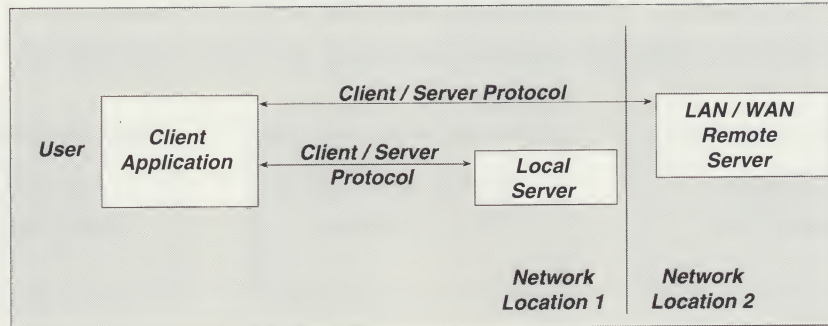 Client / Server Protocol
LAN / WAN
Remote
Server
User
Client
Application
Client / Server
Protocol
Local
Server
Network
Location 1
Network
Location 2